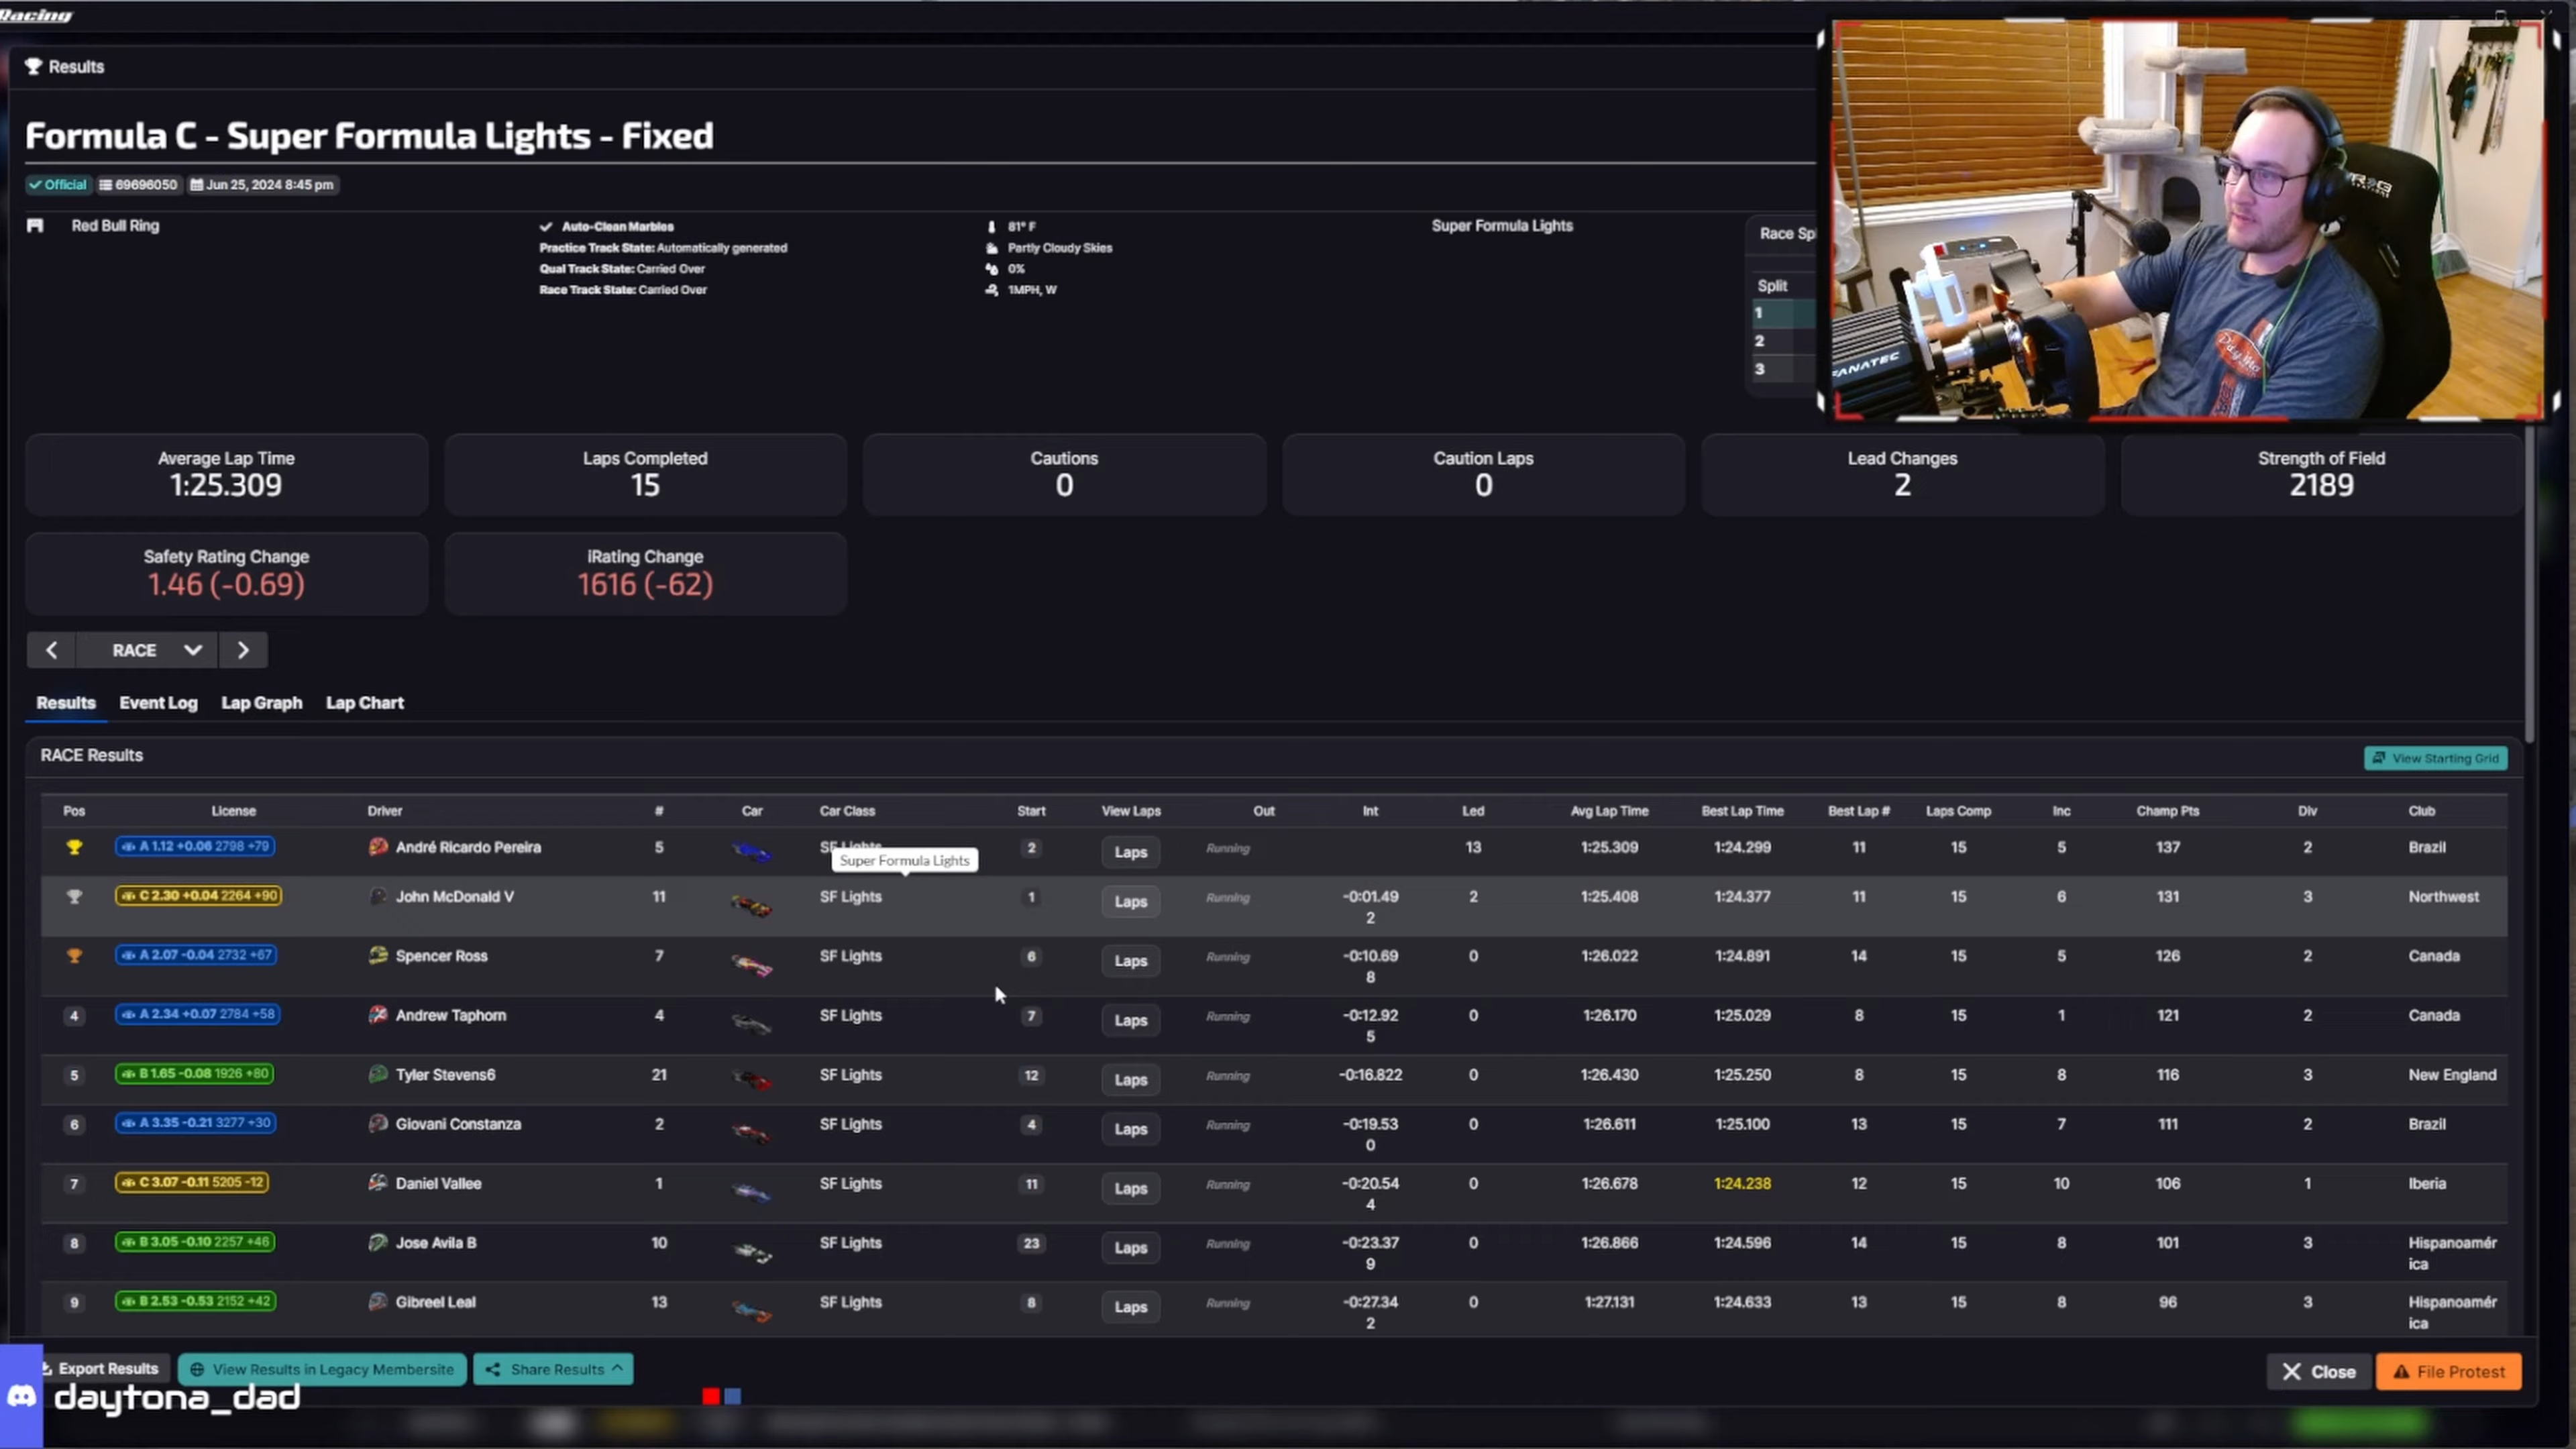 Racing
Results
Formula C - Super Formula Lights - Fixed
Official 69696050 Jun 25, 2024 8:45 pm
Red Bull Ring
Auto-Clean Marbles
Practice Track State: Automatically generated
Qual Track State: Carried Over
Race Track State: Carried Over
81° F
Partly Cloudy Skies
0%
1MPH, W
Super Formula Lights
Race Spl
Split
1
2
3
FANATEC
Average Lap Time
1:25.309
Laps Completed
15
Cautions
0
Caution Laps
0
Lead Changes
2
Strength of Field
2189
Safety Rating Change
1.46 (-0.69)
iRating Change
1616 (-62)
RACE
Results Event Log Lap Graph Lap Chart
RACE Results
View Starting Grid
Pos License Driver # Car Car Class Start View Laps Out Int Led Avg Lap Time Best Lap Time Best Lap # Laps Comp Inc Champ Pts Div Club
A 1.12 +0.06 2798 +79 André Ricardo Pereira 5 SF Lights 2 Laps Running 13 1:25.309 1:24.299 11 15 5 137 2 Brazil
Super Formula Lights
C 2.30 +0.04 2264 +90 John McDonald V 11 SF Lights 1 Laps Running -0:01.49 2 1:25.408 1:24.377 11 15 6 131 3 Northwest
2
A 2.07 -0.04 2732 +67 Spencer Ross 7 SF Lights 6 Laps Running -0:10.69 0 1:26.022 1:24.891 14 15 5 126 2 Canada
8
4 A 2.34 +0.07 2784 +58 Andrew Taphorn 4 SF Lights 7 Laps Running -0:12.92 0 1:26.170 1:25.029 8 15 1 121 2 Canada
5
5 B 1.65 -0.08 1926 +80 Tyler Stevens6 21 SF Lights 12 Laps Running -0:16.822 0 1:26.430 1:25.250 8 15 8 116 3 New England
6 A 3.35 -0.21 3277 +30 Giovani Constanza 2 SF Lights 4 Laps Running -0:19.53 0 1:26.611 1:25.100 13 15 7 111 2 Brazil
0
7 C 3.07 -0.11 5205 -12 Daniel Vallee 1 SF Lights 11 Laps Running -0:20.54 0 1:26.678 1:24.238 12 15 10 106 1 Iberia
4
8 B 3.05 -0.10 2257 +46 Jose Avila B 10 SF Lights 23 Laps Running -0:23.37 0 1:26.866 1:24.596 14 15 8 101 3 Hispanoamér
9 ica
9 B 2.53 -0.53 2152 +42 Gibreel Leal 13 SF Lights 8 Laps Running -0:27.34 0 1:27.131 1:24.633 13 15 8 96 3 Hispanoamér
2 ica
Export Results View Results in Legacy Membersite Share Results Close File Protest
daytona_dad